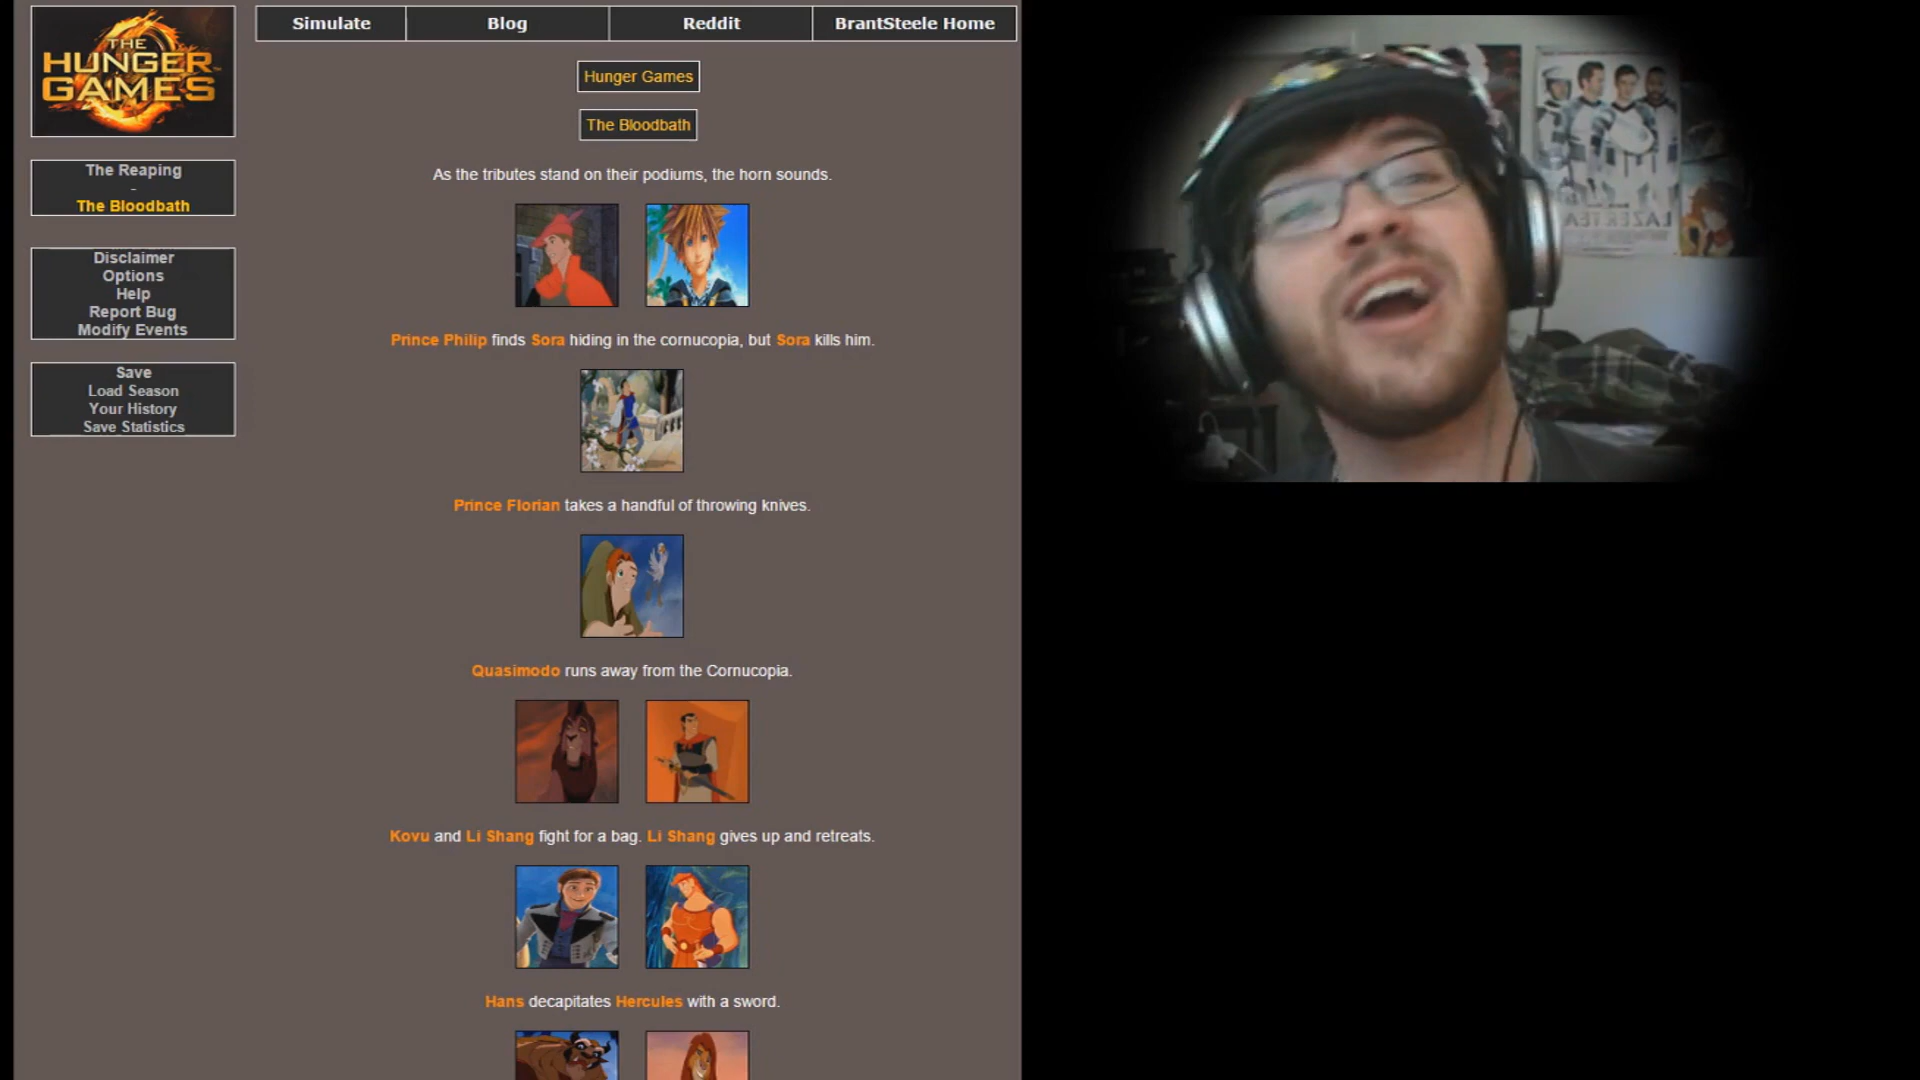 THE
HUNGER
GAMES
Simulate
Blog
Reddit
BrantSteele Home
The Reaping
-
The Bloodbath
Disclaimer
Options
Help
Report Bug
Modify Events
Save
Load Season
Your History
Save Statistics
Hunger Games
The Bloodbath
As the tributes stand on their podiums, the horn sounds.
Prince Philip finds Sora hiding in the cornucopia, but Sora kills him.
Prince Florian takes a handful of throwing knives.
Quasimodo runs away from the Cornucopia.
Kovu and Li Shang fight for a bag. Li Shang gives up and retreats.
Hans decapitates Hercules with a sword.
LAZER TEA